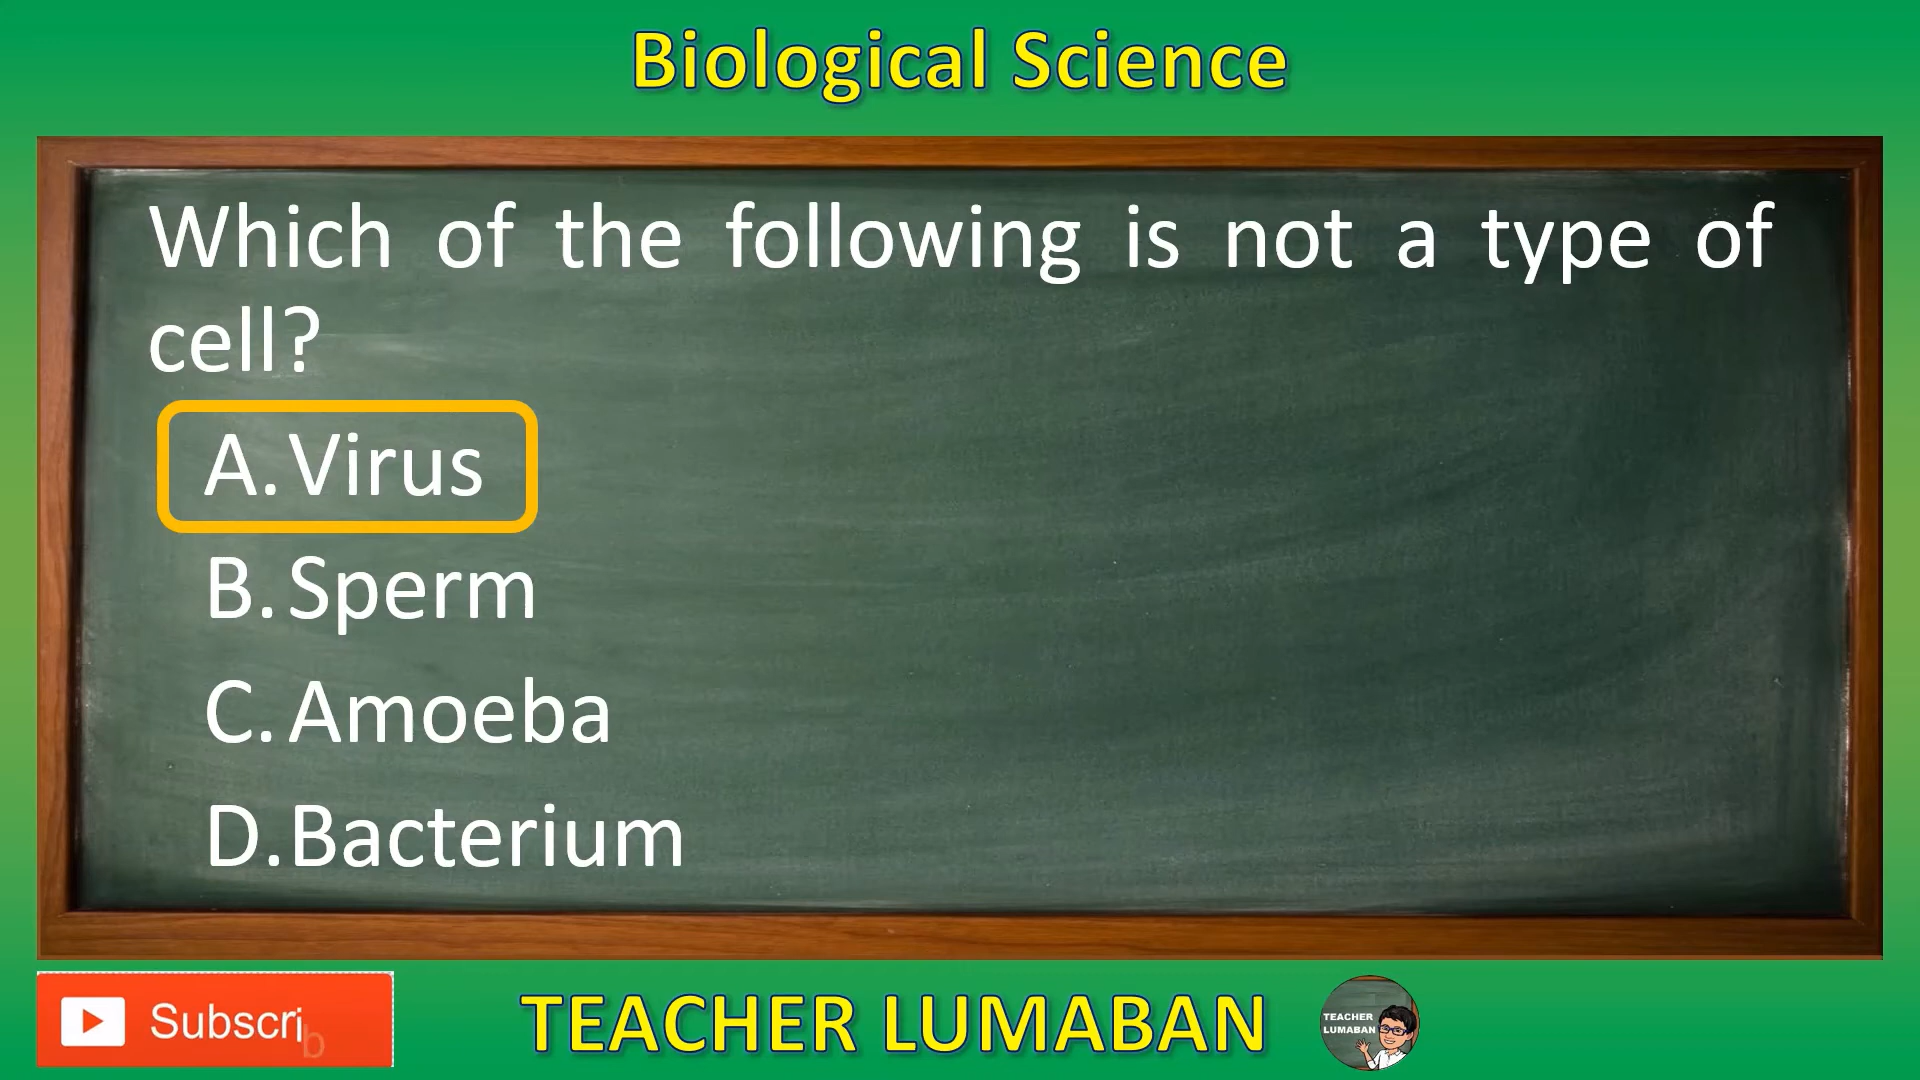 Biological Science
Which of the following is not a type of
cell?
A. Virus
B. Sperm
C. Amoeba
D. Bacterium
Subscrib
TEACHER LUMABAN
TEACHER
LUMABAN